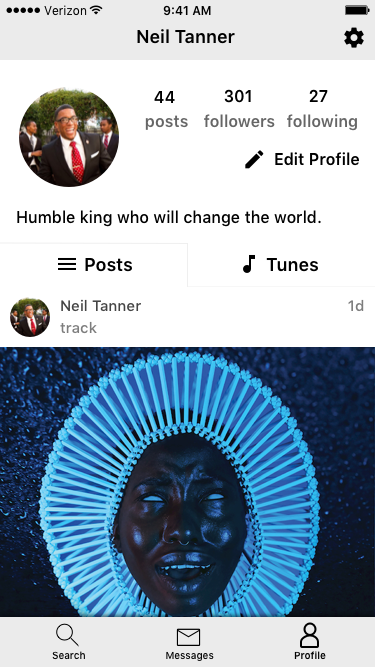 Verizon 9:41 AM
Neil Tanner
44 301 27
posts followers following
Edit Profile
Humble king who will change the world.
Posts Tunes
Neil Tanner 1d
track
Search Messages Profile